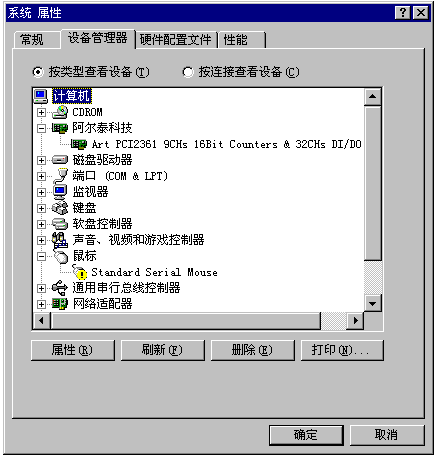 系统 属性
常规 设备管理器 硬件配置文件 性能
按类型查看设备(T) 按连接查看设备(C)
计算机
CDROM
阿尔泰科技
Art PCI2361 9CHs 16Bit Counters & 32CHs DI/DO
磁盘驱动器
端口 (COM & LPT)
监视器
键盘
软盘控制器
声音、视频和游戏控制器
鼠标
Standard Serial Mouse
通用串行总线控制器
网络适配器
属性(R) 刷新(F) 删除(E) 打印(N)...
确定 取消